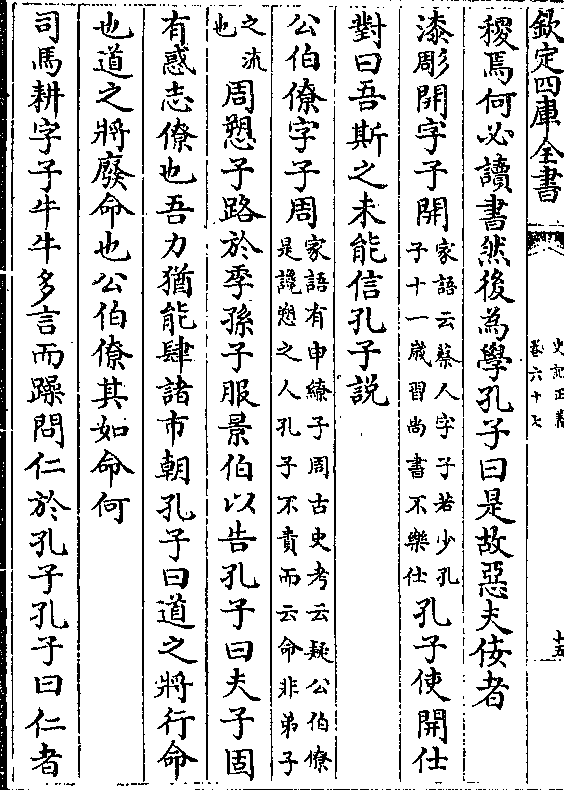 欽定四庫全書
史記正義
卷六十七
十五
稷焉何必讀書然後為學孔子曰是故惡夫佞者
漆彫開字子開家語云蔡人字子若少孔子十一嵗習尚書不樂仕孔子使開仕
對曰吾斯之未能信孔子説
公伯僚字子周家語有申繚子周古史考云疑公伯僚是讒愬之人孔子不責而云命非弟子
之流也周愬子路於季孫子服景伯以告孔子曰夫子固
有惑志僚也吾力猶能肆諸市朝孔子曰道之將行命
也道之將廢命也公伯僚其如命何
司馬耕字子牛牛多言而躁問仁於孔子孔子曰仁者